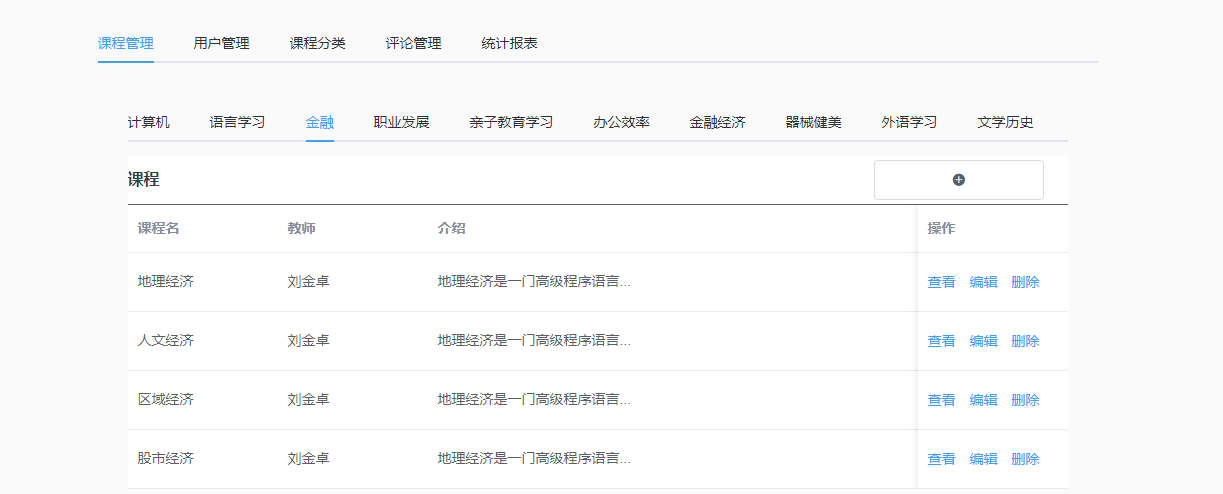 课程管理 用户管理 课程分类 评论管理 统计报表
计算机 语言学习 金融 职业发展 亲子教育学习 办公效率 金融经济 器械健美 外语学习 文学历史
课程
课程名 教师 介绍 操作
地理经济 刘金卓 地理经济是一门高级程序语言... 查看 编辑 删除
人文经济 刘金卓 地理经济是一门高级程序语言... 查看 编辑 删除
区域经济 刘金卓 地理经济是一门高级程序语言... 查看 编辑 删除
股市经济 刘金卓 地理经济是一门高级程序语言... 查看 编辑 删除